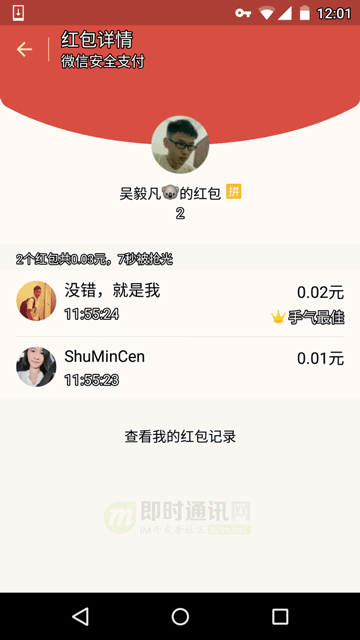 12:01
红包详情
微信安全支付
吴毅凡🐨的红包 拼
2
2个红包共0.03元，7秒被抢光
没错，就是我 0.02元
11:55:24 手气最佳
ShuMinCen 0.01元
11:55:23
查看我的红包记录
即时通讯网
IM开发者社区 52im.net